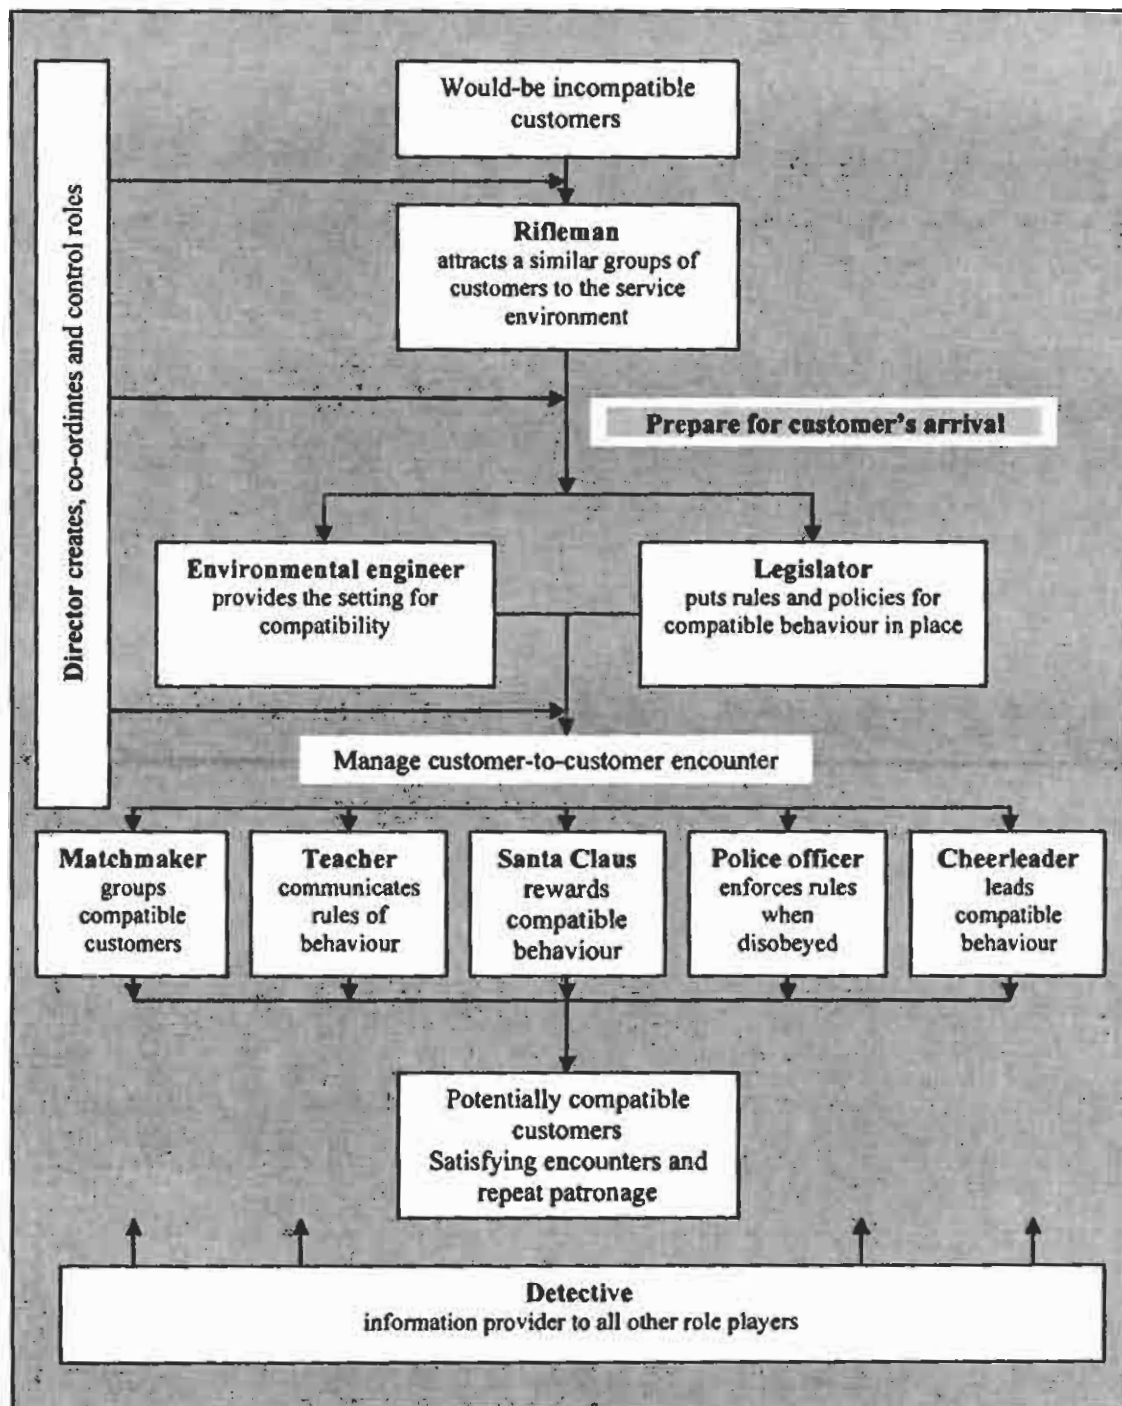 Director creates, co-ordintes and control roles
Would-be incompatible
customers
Rifleman
attracts a similar groups of
customers to the service
environment
Prepare for customer's arrival
Environmental engineer
provides the setting for
compatibility
Legislator
puts rules and policies for
compatible behaviour in place
Manage customer-to-customer encounter
Matchmaker
groups
compatible
customers
Teacher
communicates
rules of
behaviour
Santa Claus
rewards
compatible
behaviour
Police officer
enforces rules
when
disobeyed
Cheerleader
leads
compatible
behaviour
Potentially compatible
customers
Satisfying encounters and
repeat patronage
Detective
information provider to all other role players